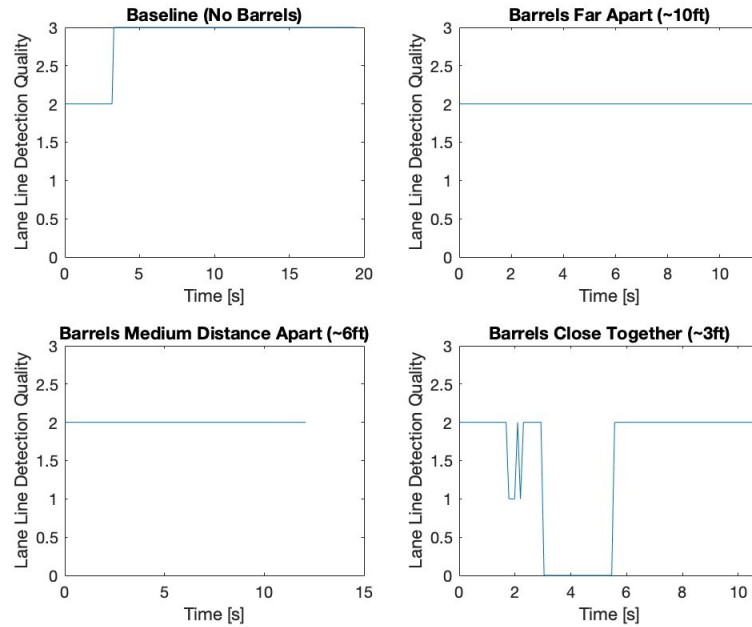 Baseline (No Barrels)
Lane Line Detection Quality
3
2.5
2
1.5
1
0.5
0
0 5 10 15 20
Time [s]
Barrels Far Apart (~10ft)
Lane Line Detection Quality
3
2.5
2
1.5
1
0.5
0
0 2 4 6 8 10
Time [s]
Barrels Medium Distance Apart (~6ft)
Lane Line Detection Quality
3
2.5
2
1.5
1
0.5
0
0 5 10 15
Time [s]
Barrels Close Together (~3ft)
Lane Line Detection Quality
3
2.5
2
1.5
1
0.5
0
0 2 4 6 8 10
Time [s]